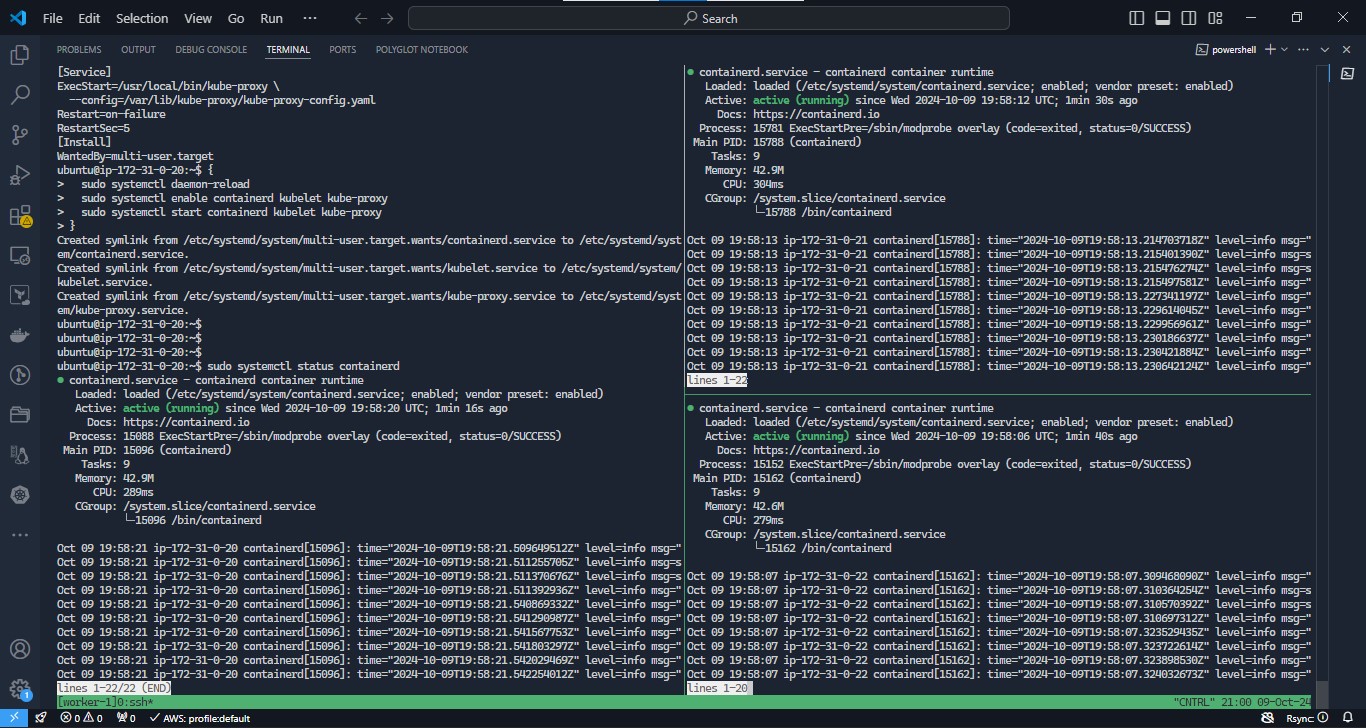 File Edit Selection View Go Run ··· Search
PROBLEMS OUTPUT DEBUG CONSOLE TERMINAL PORTS POLYGLOT NOTEBOOK powershell
[Service]
ExecStart=/usr/local/bin/kube-proxy \
  --config=/var/lib/kube-proxy/kube-proxy-config.yaml
Restart=on-failure
RestartSec=5
[Install]
WantedBy=multi-user.target
ubuntu@ip-172-31-0-20:~$ {
>   sudo systemctl daemon-reload
>   sudo systemctl enable containerd kubelet kube-proxy
>   sudo systemctl start containerd kubelet kube-proxy
> }
Created symlink from /etc/systemd/system/multi-user.target.wants/containerd.service to /etc/systemd/syst
em/containerd.service.
Created symlink from /etc/systemd/system/multi-user.target.wants/kubelet.service to /etc/systemd/system/
kubelet.service.
Created symlink from /etc/systemd/system/multi-user.target.wants/kube-proxy.service to /etc/systemd/syst
em/kube-proxy.service.
ubuntu@ip-172-31-0-20:~$
ubuntu@ip-172-31-0-20:~$
ubuntu@ip-172-31-0-20:~$
ubuntu@ip-172-31-0-20:~$ sudo systemctl status containerd
● containerd.service - containerd container runtime
   Loaded: loaded (/etc/systemd/system/containerd.service; enabled; vendor preset: enabled)
   Active: active (running) since Wed 2024-10-09 19:58:20 UTC; 1min 16s ago
     Docs: https://containerd.io
  Process: 15088 ExecStartPre=/sbin/modprobe overlay (code=exited, status=0/SUCCESS)
 Main PID: 15096 (containerd)
    Tasks: 9
   Memory: 42.9M
      CPU: 289ms
   CGroup: /system.slice/containerd.service
           └─15096 /bin/containerd
Oct 09 19:58:21 ip-172-31-0-20 containerd[15096]: time="2024-10-09T19:58:21.509649512Z" level=info msg="
Oct 09 19:58:21 ip-172-31-0-20 containerd[15096]: time="2024-10-09T19:58:21.511255705Z" level=info msg=s
Oct 09 19:58:21 ip-172-31-0-20 containerd[15096]: time="2024-10-09T19:58:21.511370676Z" level=info msg=s
Oct 09 19:58:21 ip-172-31-0-20 containerd[15096]: time="2024-10-09T19:58:21.511392936Z" level=info msg=s
Oct 09 19:58:21 ip-172-31-0-20 containerd[15096]: time="2024-10-09T19:58:21.540869332Z" level=info msg="
Oct 09 19:58:21 ip-172-31-0-20 containerd[15096]: time="2024-10-09T19:58:21.541290987Z" level=info msg="
Oct 09 19:58:21 ip-172-31-0-20 containerd[15096]: time="2024-10-09T19:58:21.541567753Z" level=info msg="
Oct 09 19:58:21 ip-172-31-0-20 containerd[15096]: time="2024-10-09T19:58:21.541803297Z" level=info msg="
Oct 09 19:58:21 ip-172-31-0-20 containerd[15096]: time="2024-10-09T19:58:21.542029469Z" level=info msg="
Oct 09 19:58:21 ip-172-31-0-20 containerd[15096]: time="2024-10-09T19:58:21.542254012Z" level=info msg="
lines 1-22/22 (END)
● containerd.service - containerd container runtime
   Loaded: loaded (/etc/systemd/system/containerd.service; enabled; vendor preset: enabled)
   Active: active (running) since Wed 2024-10-09 19:58:12 UTC; 1min 30s ago
     Docs: https://containerd.io
  Process: 15781 ExecStartPre=/sbin/modprobe overlay (code=exited, status=0/SUCCESS)
 Main PID: 15788 (containerd)
    Tasks: 9
   Memory: 42.9M
      CPU: 304ms
   CGroup: /system.slice/containerd.service
           └─15788 /bin/containerd
Oct 09 19:58:13 ip-172-31-0-21 containerd[15788]: time="2024-10-09T19:58:13.214703718Z" level=info msg="
Oct 09 19:58:13 ip-172-31-0-21 containerd[15788]: time="2024-10-09T19:58:13.215401390Z" level=info msg=s
Oct 09 19:58:13 ip-172-31-0-21 containerd[15788]: time="2024-10-09T19:58:13.215476274Z" level=info msg=s
Oct 09 19:58:13 ip-172-31-0-21 containerd[15788]: time="2024-10-09T19:58:13.215497581Z" level=info msg=s
Oct 09 19:58:13 ip-172-31-0-21 containerd[15788]: time="2024-10-09T19:58:13.227341197Z" level=info msg="
Oct 09 19:58:13 ip-172-31-0-21 containerd[15788]: time="2024-10-09T19:58:13.229614045Z" level=info msg="
Oct 09 19:58:13 ip-172-31-0-21 containerd[15788]: time="2024-10-09T19:58:13.229956961Z" level=info msg="
Oct 09 19:58:13 ip-172-31-0-21 containerd[15788]: time="2024-10-09T19:58:13.230186637Z" level=info msg="
Oct 09 19:58:13 ip-172-31-0-21 containerd[15788]: time="2024-10-09T19:58:13.230421884Z" level=info msg="
Oct 09 19:58:13 ip-172-31-0-21 containerd[15788]: time="2024-10-09T19:58:13.230642124Z" level=info msg="
lines 1-22
● containerd.service - containerd container runtime
   Loaded: loaded (/etc/systemd/system/containerd.service; enabled; vendor preset: enabled)
   Active: active (running) since Wed 2024-10-09 19:58:06 UTC; 1min 40s ago
     Docs: https://containerd.io
  Process: 15152 ExecStartPre=/sbin/modprobe overlay (code=exited, status=0/SUCCESS)
 Main PID: 15162 (containerd)
    Tasks: 9
   Memory: 42.6M
      CPU: 279ms
   CGroup: /system.slice/containerd.service
           └─15162 /bin/containerd
Oct 09 19:58:07 ip-172-31-0-22 containerd[15162]: time="2024-10-09T19:58:07.309468090Z" level=info msg="
Oct 09 19:58:07 ip-172-31-0-22 containerd[15162]: time="2024-10-09T19:58:07.310364254Z" level=info msg=s
Oct 09 19:58:07 ip-172-31-0-22 containerd[15162]: time="2024-10-09T19:58:07.310570392Z" level=info msg=s
Oct 09 19:58:07 ip-172-31-0-22 containerd[15162]: time="2024-10-09T19:58:07.310697312Z" level=info msg=s
Oct 09 19:58:07 ip-172-31-0-22 containerd[15162]: time="2024-10-09T19:58:07.323529435Z" level=info msg="
Oct 09 19:58:07 ip-172-31-0-22 containerd[15162]: time="2024-10-09T19:58:07.323722614Z" level=info msg="
Oct 09 19:58:07 ip-172-31-0-22 containerd[15162]: time="2024-10-09T19:58:07.323898530Z" level=info msg="
Oct 09 19:58:07 ip-172-31-0-22 containerd[15162]: time="2024-10-09T19:58:07.324032673Z" level=info msg="
lines 1-20
[worker-1]0:ssh* "CNTRL" 21:00 09-Oct-24
1
0 0 0 AWS: profile:default Rsync: